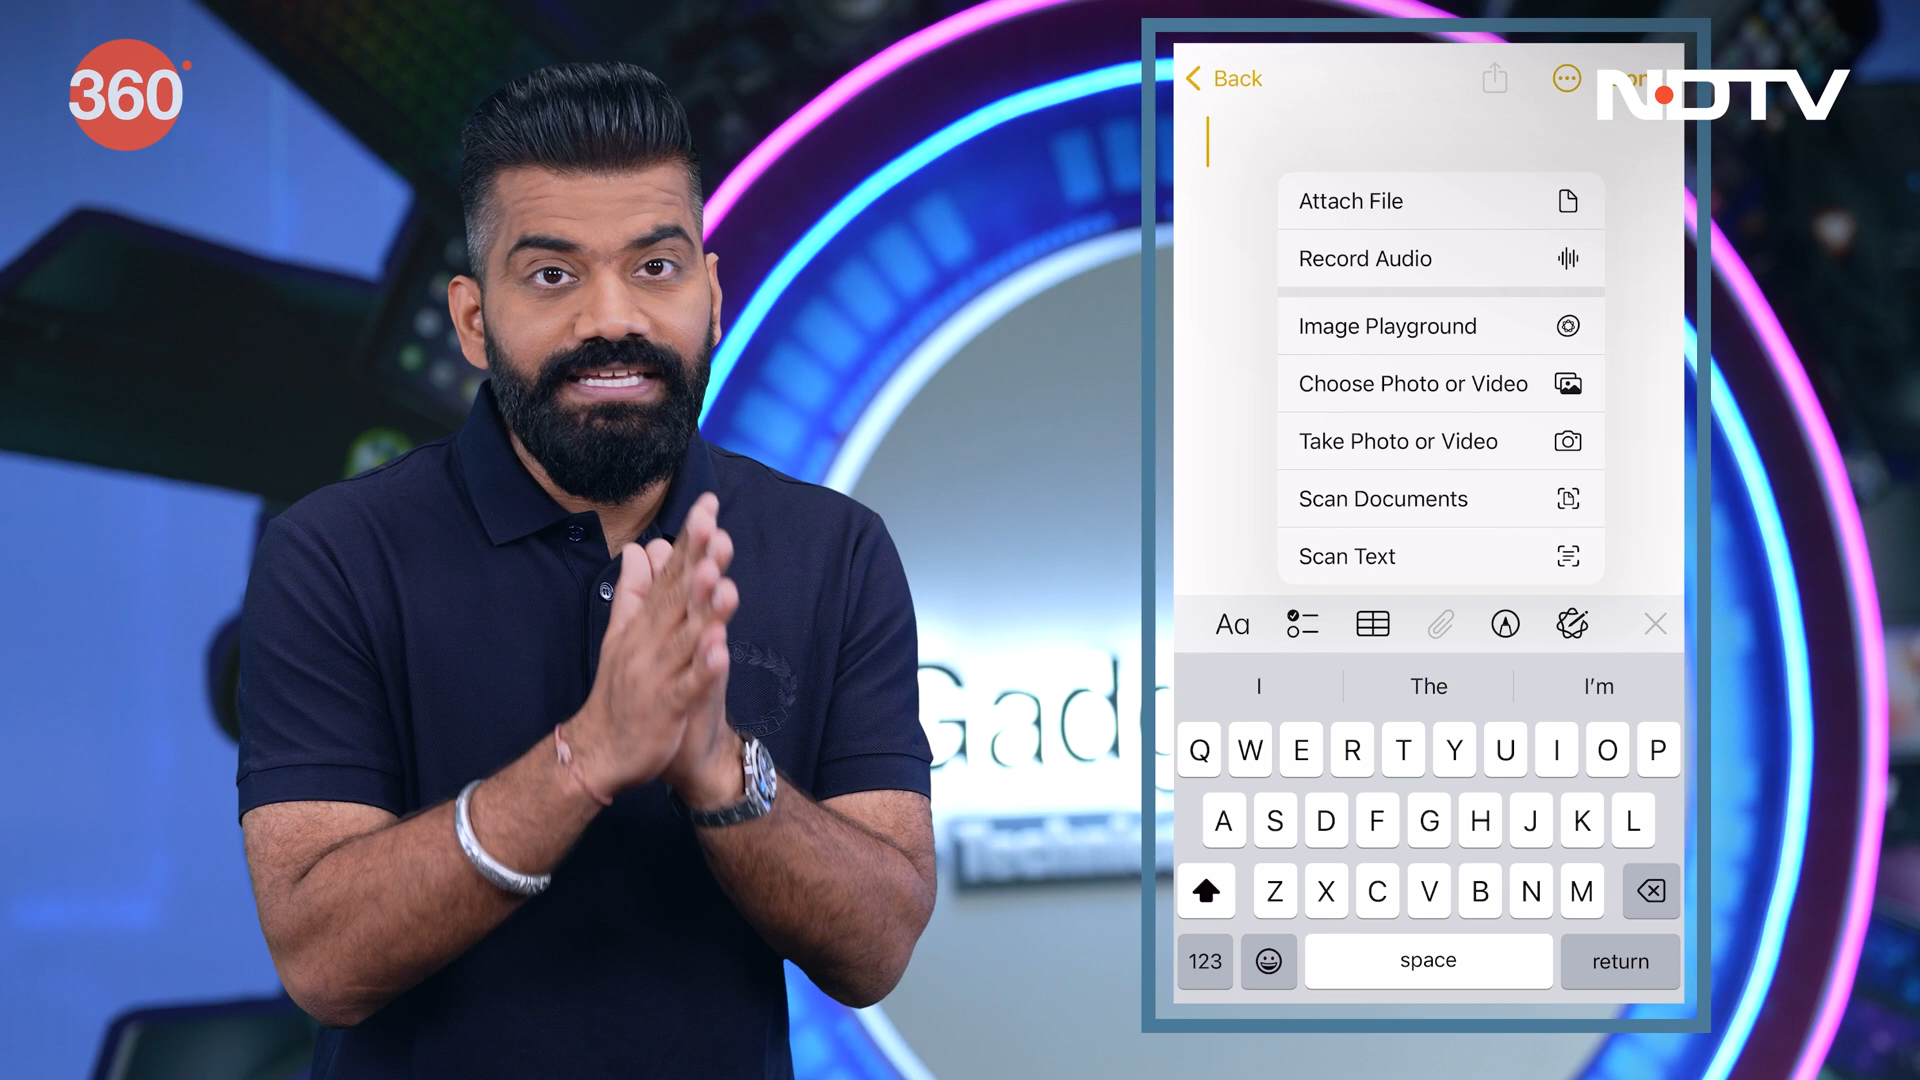 360
NDTV
Back
Attach File
Record Audio
Image Playground
Choose Photo or Video
Take Photo or Video
Scan Documents
Scan Text
Aa
I The I'm
Q W E R T Y U I O P
A S D F G H J K L
Z X C V B N M
123 space return
Gadg